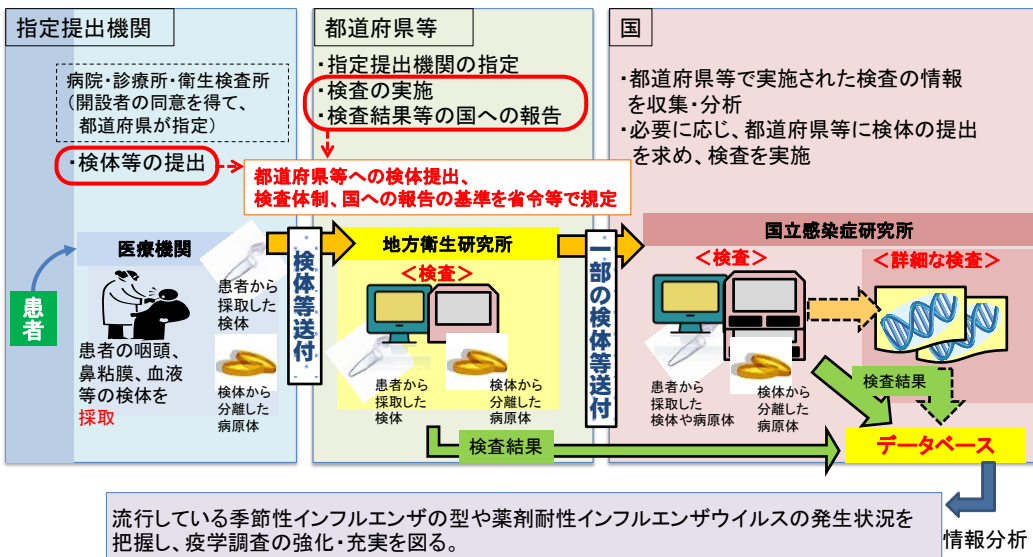 指定提出機関
病院・診療所・衛生検査所
（開設者の同意を得て、
都道府県が指定）
・検体等の提出
都道府県等
・指定提出機関の指定
・検査の実施
・検査結果等の国への報告
国
・都道府県等で実施された検査の情報
を収集・分析
・必要に応じ、都道府県等に検体の提出
を求め、検査を実施
都道府県等への検体提出、
検査体制、国への報告の基準を省令等で規定
患者
医療機関
患者から
採取した
検体
患者の咽頭、
鼻粘膜、血液
等の検体を
採取
検体から
分離した
病原体
検体等送付
地方衛生研究所
＜検査＞
患者から
採取した
検体
検体から
分離した
病原体
一部の検体等送付
国立感染症研究所
＜検査＞
＜詳細な検査＞
患者から
採取した
検体や病原体
検体から
分離した
病原体
検査結果
検査結果
データベース
情報分析
流行している季節性インフルエンザの型や薬剤耐性インフルエンザウイルスの発生状況を
把握し、疫学調査の強化・充実を図る。